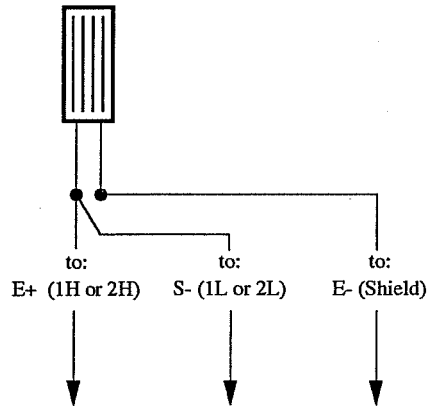 to: to: to:
E+ (1H or 2H) S- (1L or 2L) E- (Shield)